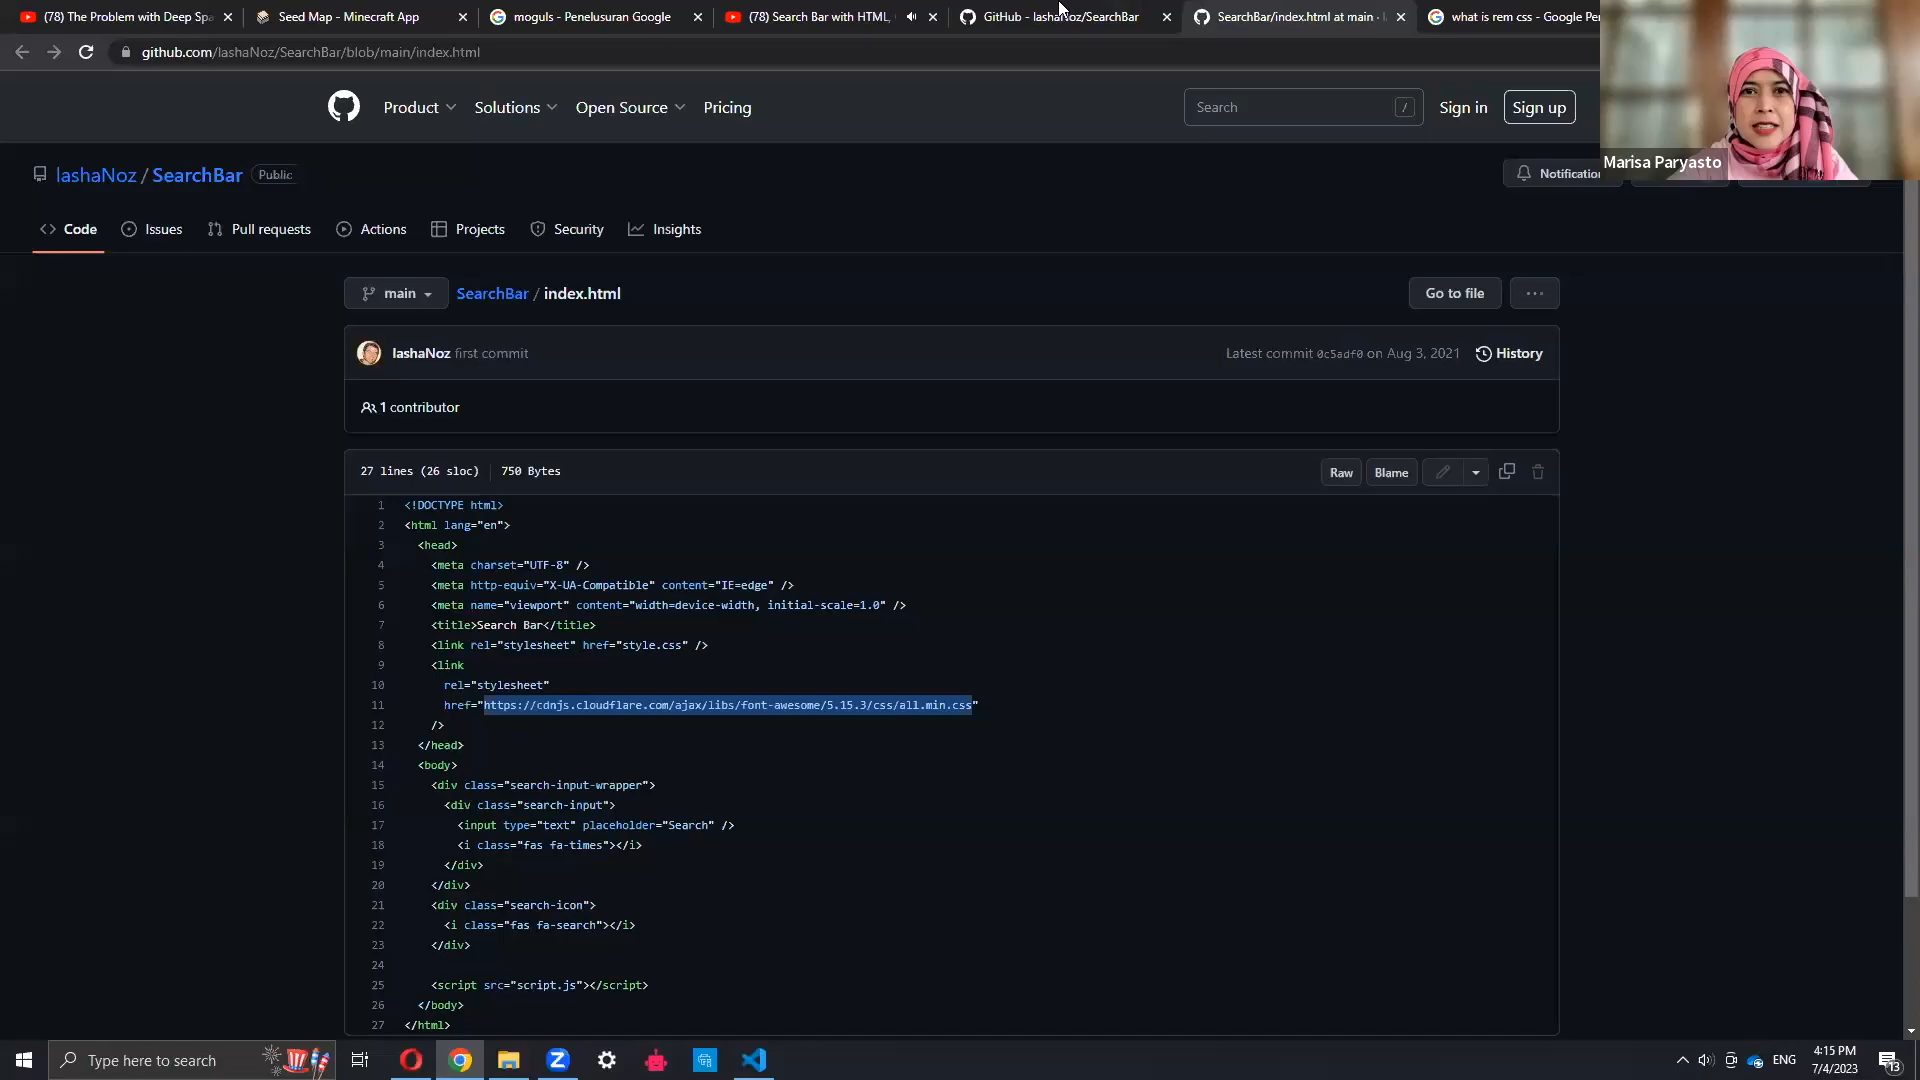 (78) The Problem with Deep Spa
Seed Map - Minecraft App
moguls - Penelusuran Google
(78) Search Bar with HTML,
GitHub - lashaNoz/SearchBar
SearchBar/index.html at main ·
what is rem css - Google Pe
github.com/lashaNoz/SearchBar/blob/main/index.html
Product
Solutions
Open Source
Pricing
Search
/
Sign in
Sign up
Marisa Paryasto
lashaNoz / SearchBar
Public
Notification
Code
Issues
Pull requests
Actions
Projects
Security
Insights
main
SearchBar / index.html
Go to file
lashaNoz first commit
Latest commit 0c5adf0 on Aug 3, 2021
History
1 contributor
27 lines (26 sloc)
750 Bytes
Raw
Blame
1 <!DOCTYPE html>
2 <html lang="en">
3 <head>
4 <meta charset="UTF-8" />
5 <meta http-equiv="X-UA-Compatible" content="IE=edge" />
6 <meta name="viewport" content="width=device-width, initial-scale=1.0" />
7 <title>Search Bar</title>
8 <link rel="stylesheet" href="style.css" />
9 <link
10 rel="stylesheet"
11 href="https://cdnjs.cloudflare.com/ajax/libs/font-awesome/5.15.3/css/all.min.css"
12 />
13 </head>
14 <body>
15 <div class="search-input-wrapper">
16 <div class="search-input">
17 <input type="text" placeholder="Search" />
18 <i class="fas fa-times"></i>
19 </div>
20 </div>
21 <div class="search-icon">
22 <i class="fas fa-search"></i>
23 </div>
24
25 <script src="script.js"></script>
26 </body>
27 </html>
Type here to search
ENG
4:15 PM
7/4/2023
13